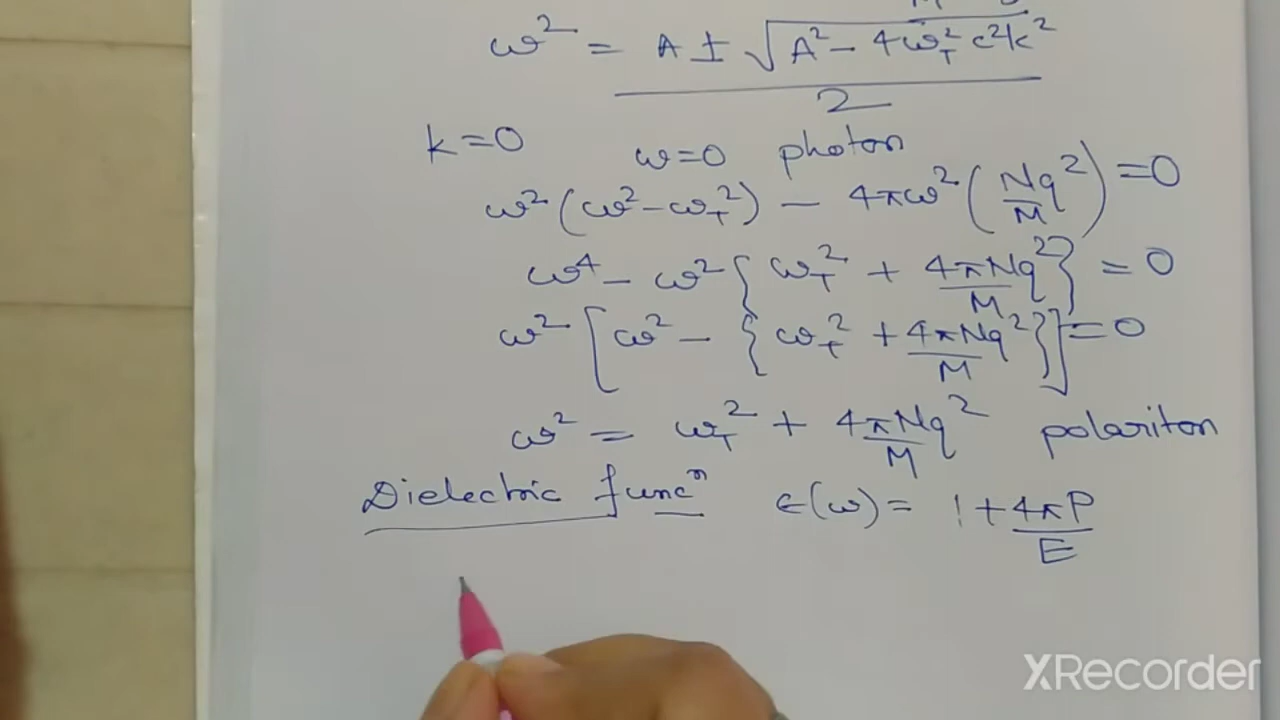 ω² = A ± √(A² − 4ω_T² c²k²) / 2
k=0 ω=0 photon
ω²(ω²−ω_T²) − 4πω²(Nq²/M) = 0
ω⁴ − ω²{ω_T² + 4πNq²/M} = 0
ω²[ω² − {ω_T² + 4πNq²/M}] = 0
ω² = ω_T² + 4πNq²/M polariton
Dielectric funcⁿ ε(ω) = 1 + 4πP/E
XRecorder